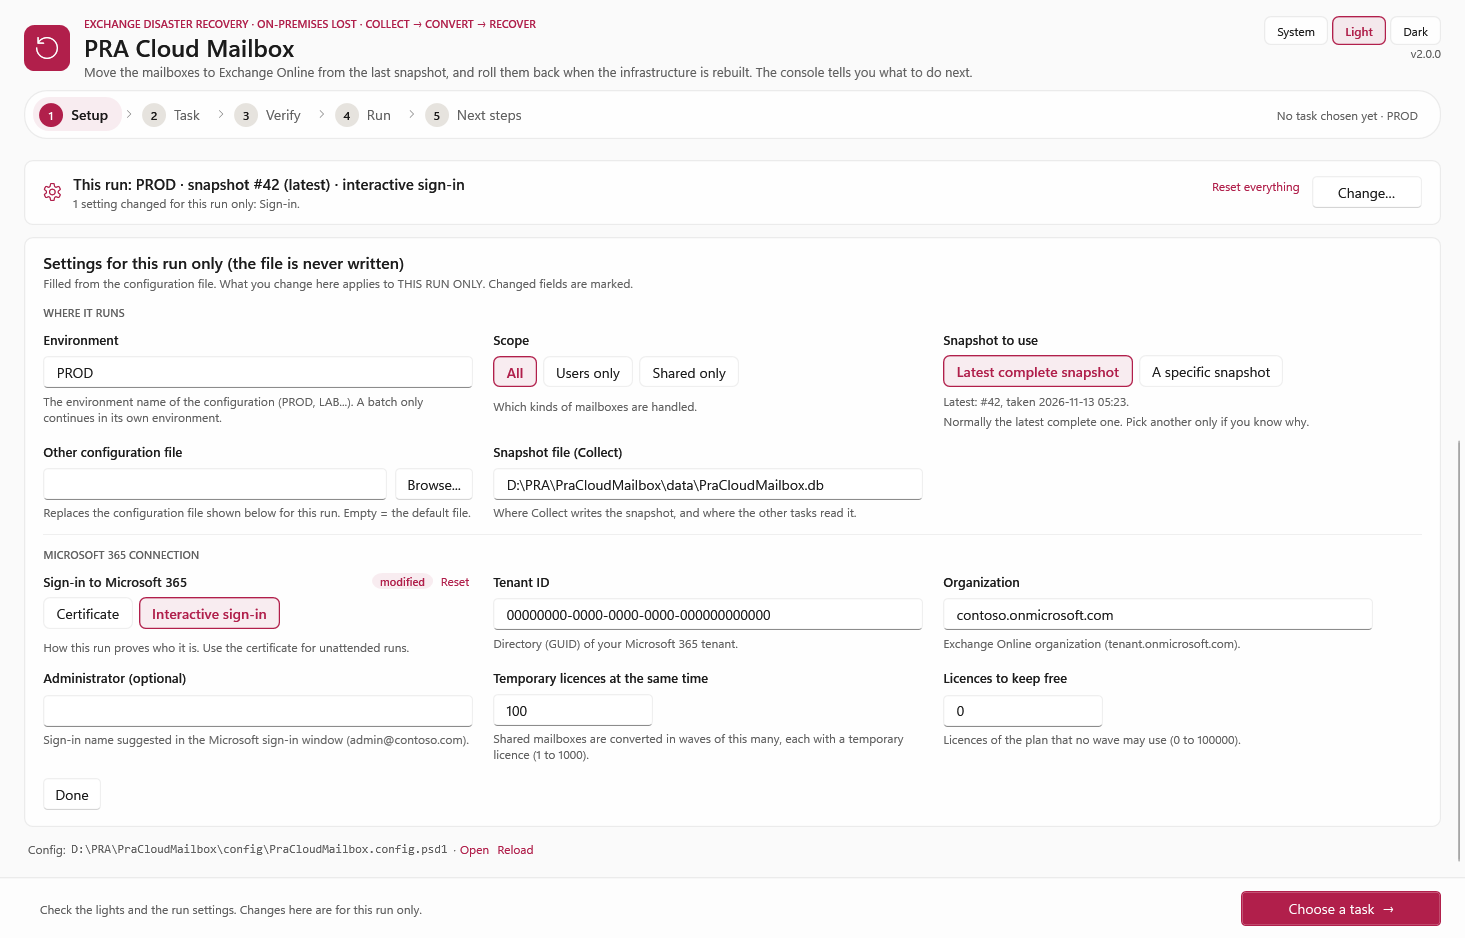 EXCHANGE DISASTER RECOVERY · ON-PREMISES LOST · COLLECT → CONVERT → RECOVER
PRA Cloud Mailbox
Move the mailboxes to Exchange Online from the last snapshot, and roll them back when the infrastructure is rebuilt. The console tells you what to do next.
System
Light
Dark
v2.0.0
1 Setup
2 Task
3 Verify
4 Run
5 Next steps
No task chosen yet · PROD
This run: PROD · snapshot #42 (latest) · interactive sign-in
1 setting changed for this run only: Sign-in.
Reset everything
Change...
Settings for this run only (the file is never written)
Filled from the configuration file. What you change here applies to THIS RUN ONLY. Changed fields are marked.
WHERE IT RUNS
Environment
PROD
The environment name of the configuration (PROD, LAB...). A batch only
continues in its own environment.
Scope
All
Users only
Shared only
Which kinds of mailboxes are handled.
Snapshot to use
Latest complete snapshot
A specific snapshot
Latest: #42, taken 2026-11-13 05:23.
Normally the latest complete one. Pick another only if you know why.
Other configuration file
Browse...
Replaces the configuration file shown below for this run. Empty = the default file.
Snapshot file (Collect)
D:\PRA\PraCloudMailbox\data\PraCloudMailbox.db
Where Collect writes the snapshot, and where the other tasks read it.
MICROSOFT 365 CONNECTION
Sign-in to Microsoft 365
modified
Reset
Certificate
Interactive sign-in
How this run proves who it is. Use the certificate for unattended runs.
Tenant ID
00000000-0000-0000-0000-000000000000
Directory (GUID) of your Microsoft 365 tenant.
Organization
contoso.onmicrosoft.com
Exchange Online organization (tenant.onmicrosoft.com).
Administrator (optional)
Sign-in name suggested in the Microsoft sign-in window (admin@contoso.com).
Temporary licences at the same time
100
Shared mailboxes are converted in waves of this many, each with a temporary
licence (1 to 1000).
Licences to keep free
0
Licences of the plan that no wave may use (0 to 100000).
Done
Config: D:\PRA\PraCloudMailbox\config\PraCloudMailbox.config.psd1 · Open Reload
Check the lights and the run settings. Changes here are for this run only.
Choose a task →